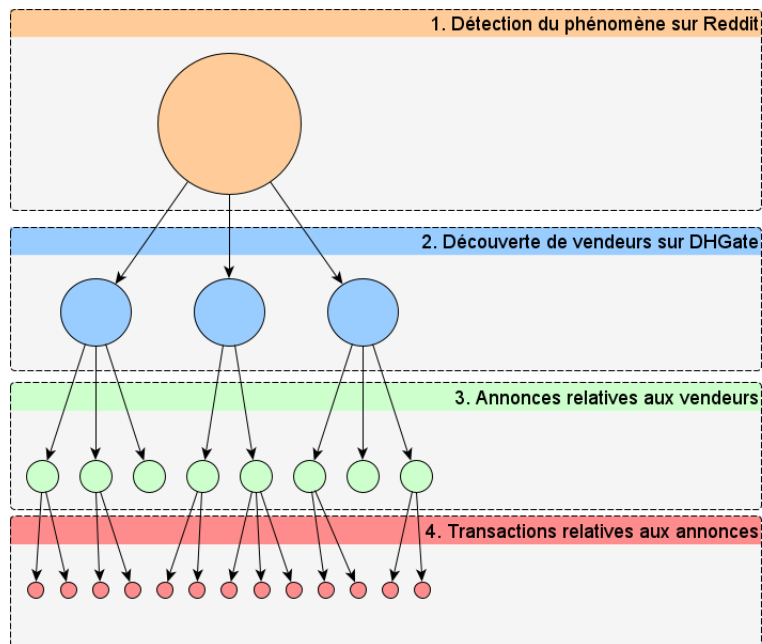 1. Détection du phénomène sur Reddit
2. Découverte de vendeurs sur DHGate
3. Annonces relatives aux vendeurs
4. Transactions relatives aux annonces